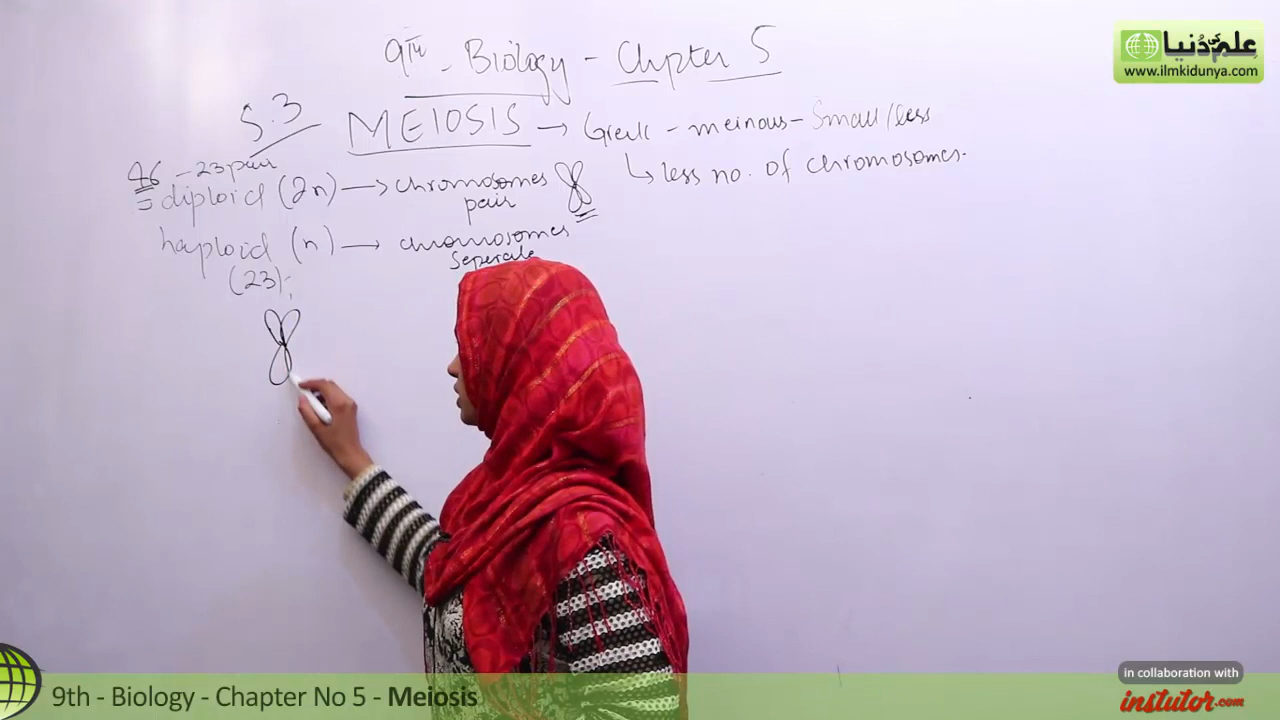 9th - Biology - Chpter 5
5.3 MEIOSIS → Greek - meinous - Small/less
↳ less no. of chromosomes.
46 - 23 pair
diploid (2n) → chromosomes pair
haploid (n) → chromosomes seperate
(23);
علم کی دنیا
www.ilmkidunya.com
9th - Biology - Chapter No 5 - Meiosis
In collaboration with
instutor.com